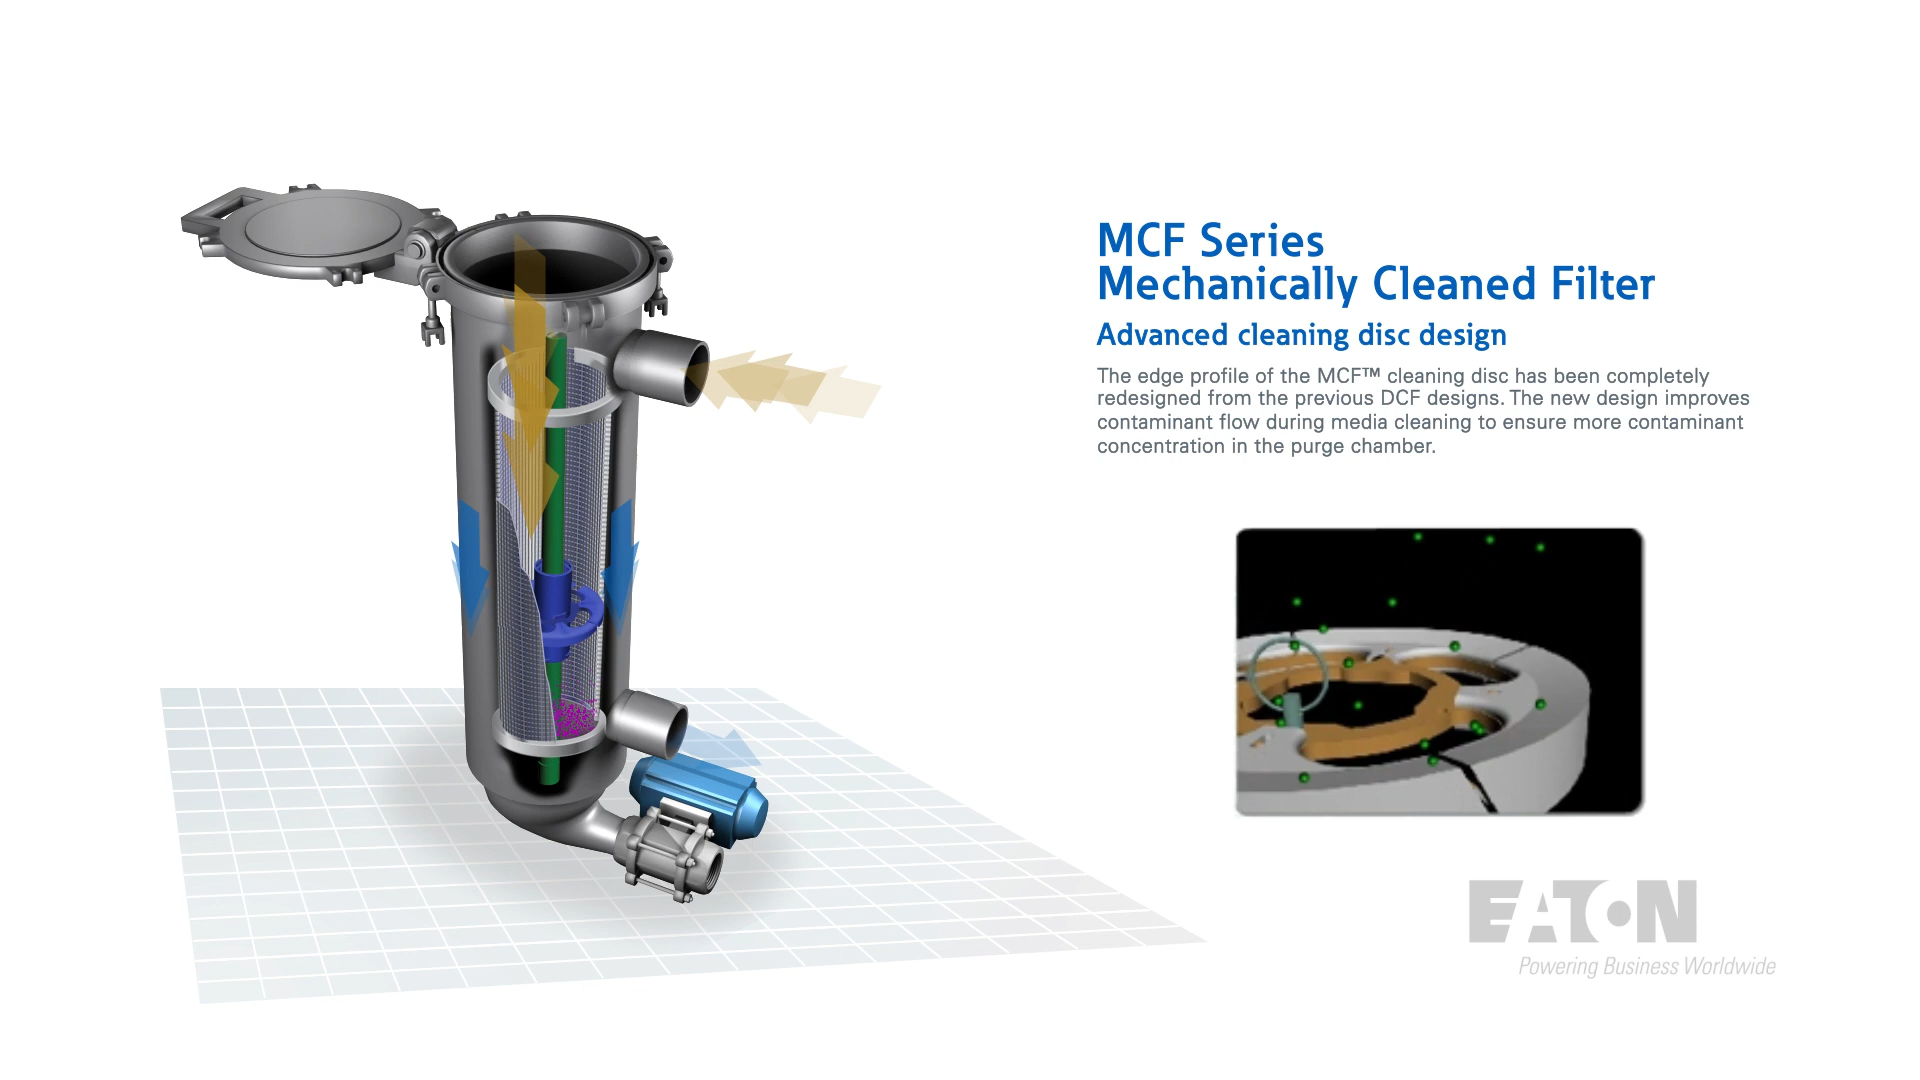 MCF Series
Mechanically Cleaned Filter
Advanced cleaning disc design
The edge profile of the MCF™ cleaning disc has been completely
redesigned from the previous DCF designs. The new design improves
contaminant flow during media cleaning to ensure more contaminant
concentration in the purge chamber.
EATON
Powering Business Worldwide